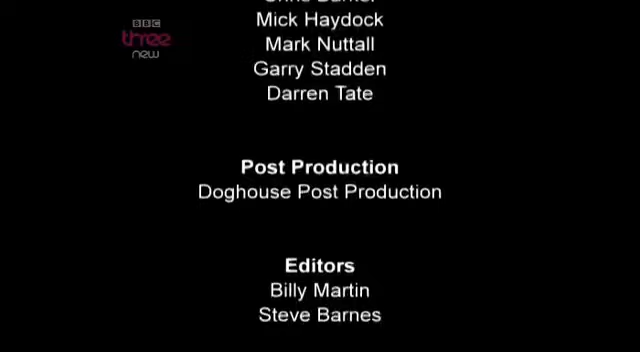 BBC
three
new
Mick Haydock
Mark Nuttall
Garry Stadden
Darren Tate
Post Production
Doghouse Post Production
Editors
Billy Martin
Steve Barnes